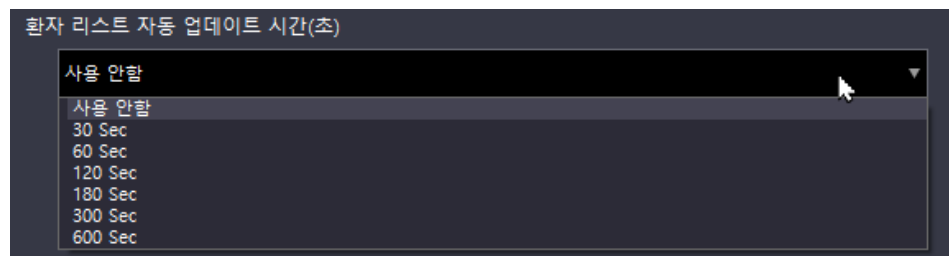 환자 리스트 자동 업데이트 시간(초)
사용 안함
사용 안함
30 Sec
60 Sec
120 Sec
180 Sec
300 Sec
600 Sec